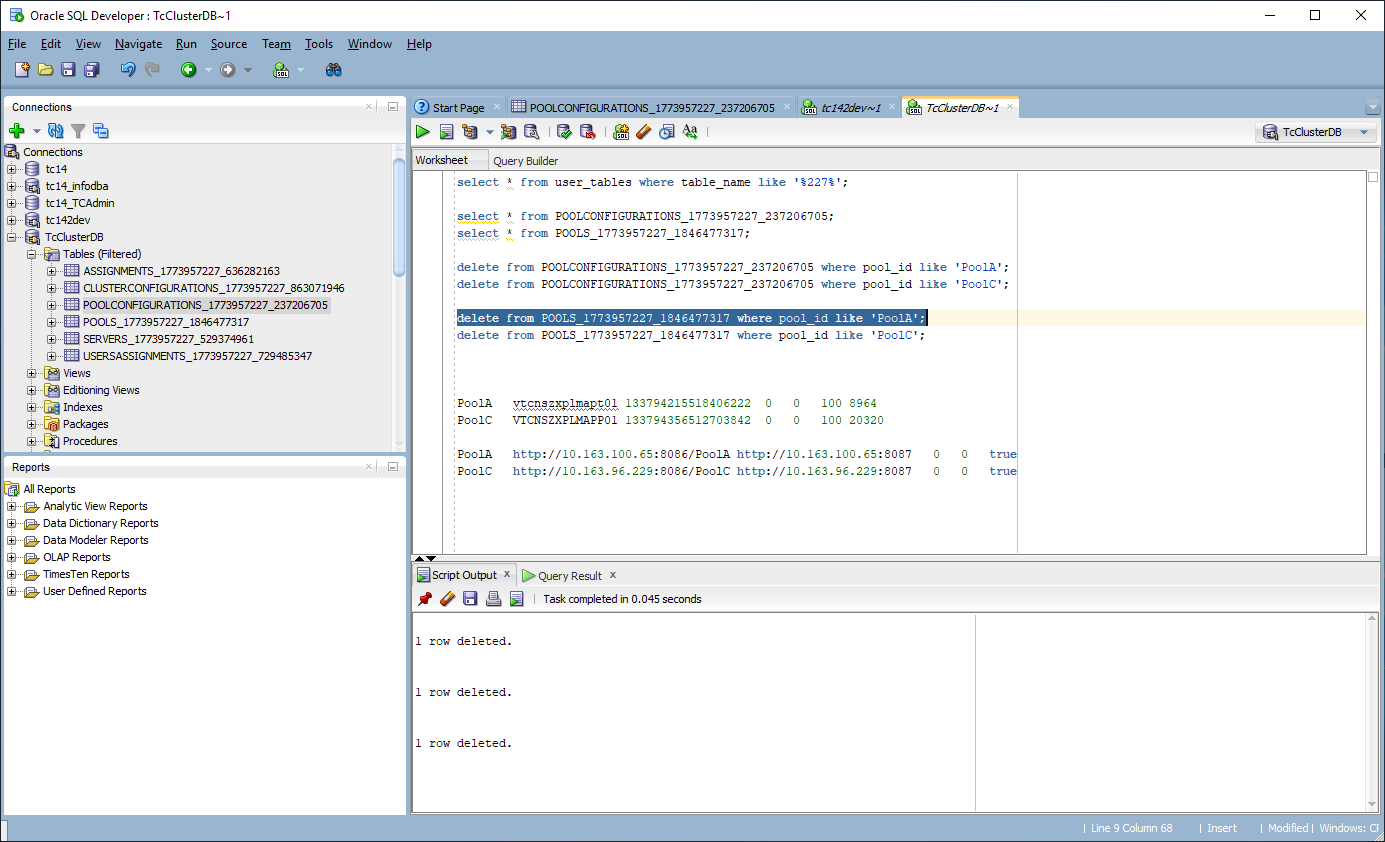 Oracle SQL Developer : TcClusterDB~1
File Edit View Navigate Run Source Team Tools Window Help
Connections
Connections
tc14
tc14_infodba
tc14_TCAdmin
tc142dev
TcClusterDB
Tables (Filtered)
ASSIGNMENTS_1773957227_636282163
CLUSTERCONFIGURATIONS_1773957227_863071946
POOLCONFIGURATIONS_1773957227_237206705
POOLS_1773957227_1846477317
SERVERS_1773957227_529374961
USERSASSIGNMENTS_1773957227_729485347
Views
Editioning Views
Indexes
Packages
Procedures
Reports
All Reports
Analytic View Reports
Data Dictionary Reports
Data Modeler Reports
OLAP Reports
TimesTen Reports
User Defined Reports
Start Page POOLCONFIGURATIONS_1773957227_237206705 tc142dev~1 TcClusterDB~1
TcClusterDB
Worksheet Query Builder
select * from user_tables where table_name like '%227%';
select * from POOLCONFIGURATIONS_1773957227_237206705;
select * from POOLS_1773957227_1846477317;
delete from POOLCONFIGURATIONS_1773957227_237206705 where pool_id like 'PoolA';
delete from POOLCONFIGURATIONS_1773957227_237206705 where pool_id like 'PoolC';
delete from POOLS_1773957227_1846477317 where pool_id like 'PoolA';
delete from POOLS_1773957227_1846477317 where pool_id like 'PoolC';
PoolA vtcnszxplmapt01 133794215518406222 0 0 100 8964
PoolC VTCNSZXPLMAPP01 133794356512703842 0 0 100 20320
PoolA http://10.163.100.65:8086/PoolA http://10.163.100.65:8087 0 0 true
PoolC http://10.163.96.229:8086/PoolC http://10.163.96.229:8087 0 0 true
Script Output Query Result
Task completed in 0.045 seconds
1 row deleted.
1 row deleted.
1 row deleted.
Line 9 Column 68 Insert Modified Windows: CF